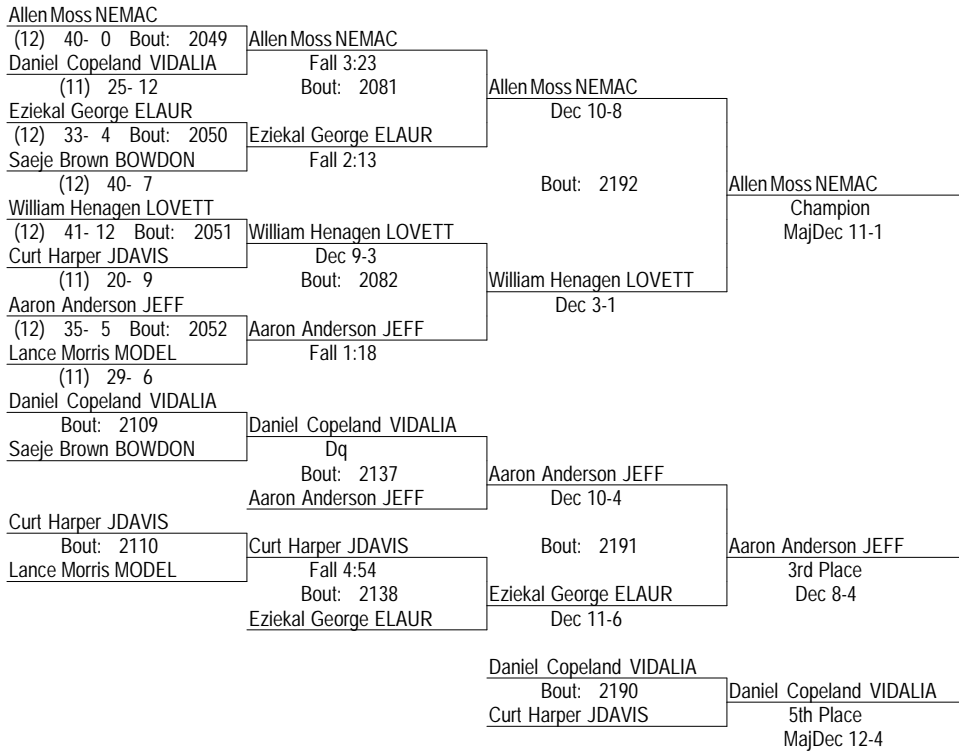 Allen Moss NEMAC
(12) 40- 0 Bout: 2049
Allen Moss NEMAC
Daniel Copeland VIDALIA
Fall 3:23
(11) 25- 12
Bout: 2081
Allen Moss NEMAC
Eziekal George ELAUR
Dec 10-8
(12) 33- 4 Bout: 2050
Eziekal George ELAUR
Saeje Brown BOWDON
Fall 2:13
(12) 40- 7
Bout: 2192
Allen Moss NEMAC
William Henagen LOVETT
Champion
(12) 41- 12 Bout: 2051
William Henagen LOVETT
MajDec 11-1
Curt Harper JDAVIS
Dec 9-3
(11) 20- 9
Bout: 2082
William Henagen LOVETT
Aaron Anderson JEFF
Dec 3-1
(12) 35- 5 Bout: 2052
Aaron Anderson JEFF
Lance Morris MODEL
Fall 1:18
(11) 29- 6
Daniel Copeland VIDALIA
Bout: 2109
Daniel Copeland VIDALIA
Saeje Brown BOWDON
Dq
Bout: 2137
Aaron Anderson JEFF
Aaron Anderson JEFF
Dec 10-4
Curt Harper JDAVIS
Bout: 2110
Curt Harper JDAVIS
Bout: 2191
Aaron Anderson JEFF
Lance Morris MODEL
Fall 4:54
3rd Place
Bout: 2138
Eziekal George ELAUR
Dec 8-4
Eziekal George ELAUR
Dec 11-6
Daniel Copeland VIDALIA
Bout: 2190
Daniel Copeland VIDALIA
Curt Harper JDAVIS
5th Place
MajDec 12-4